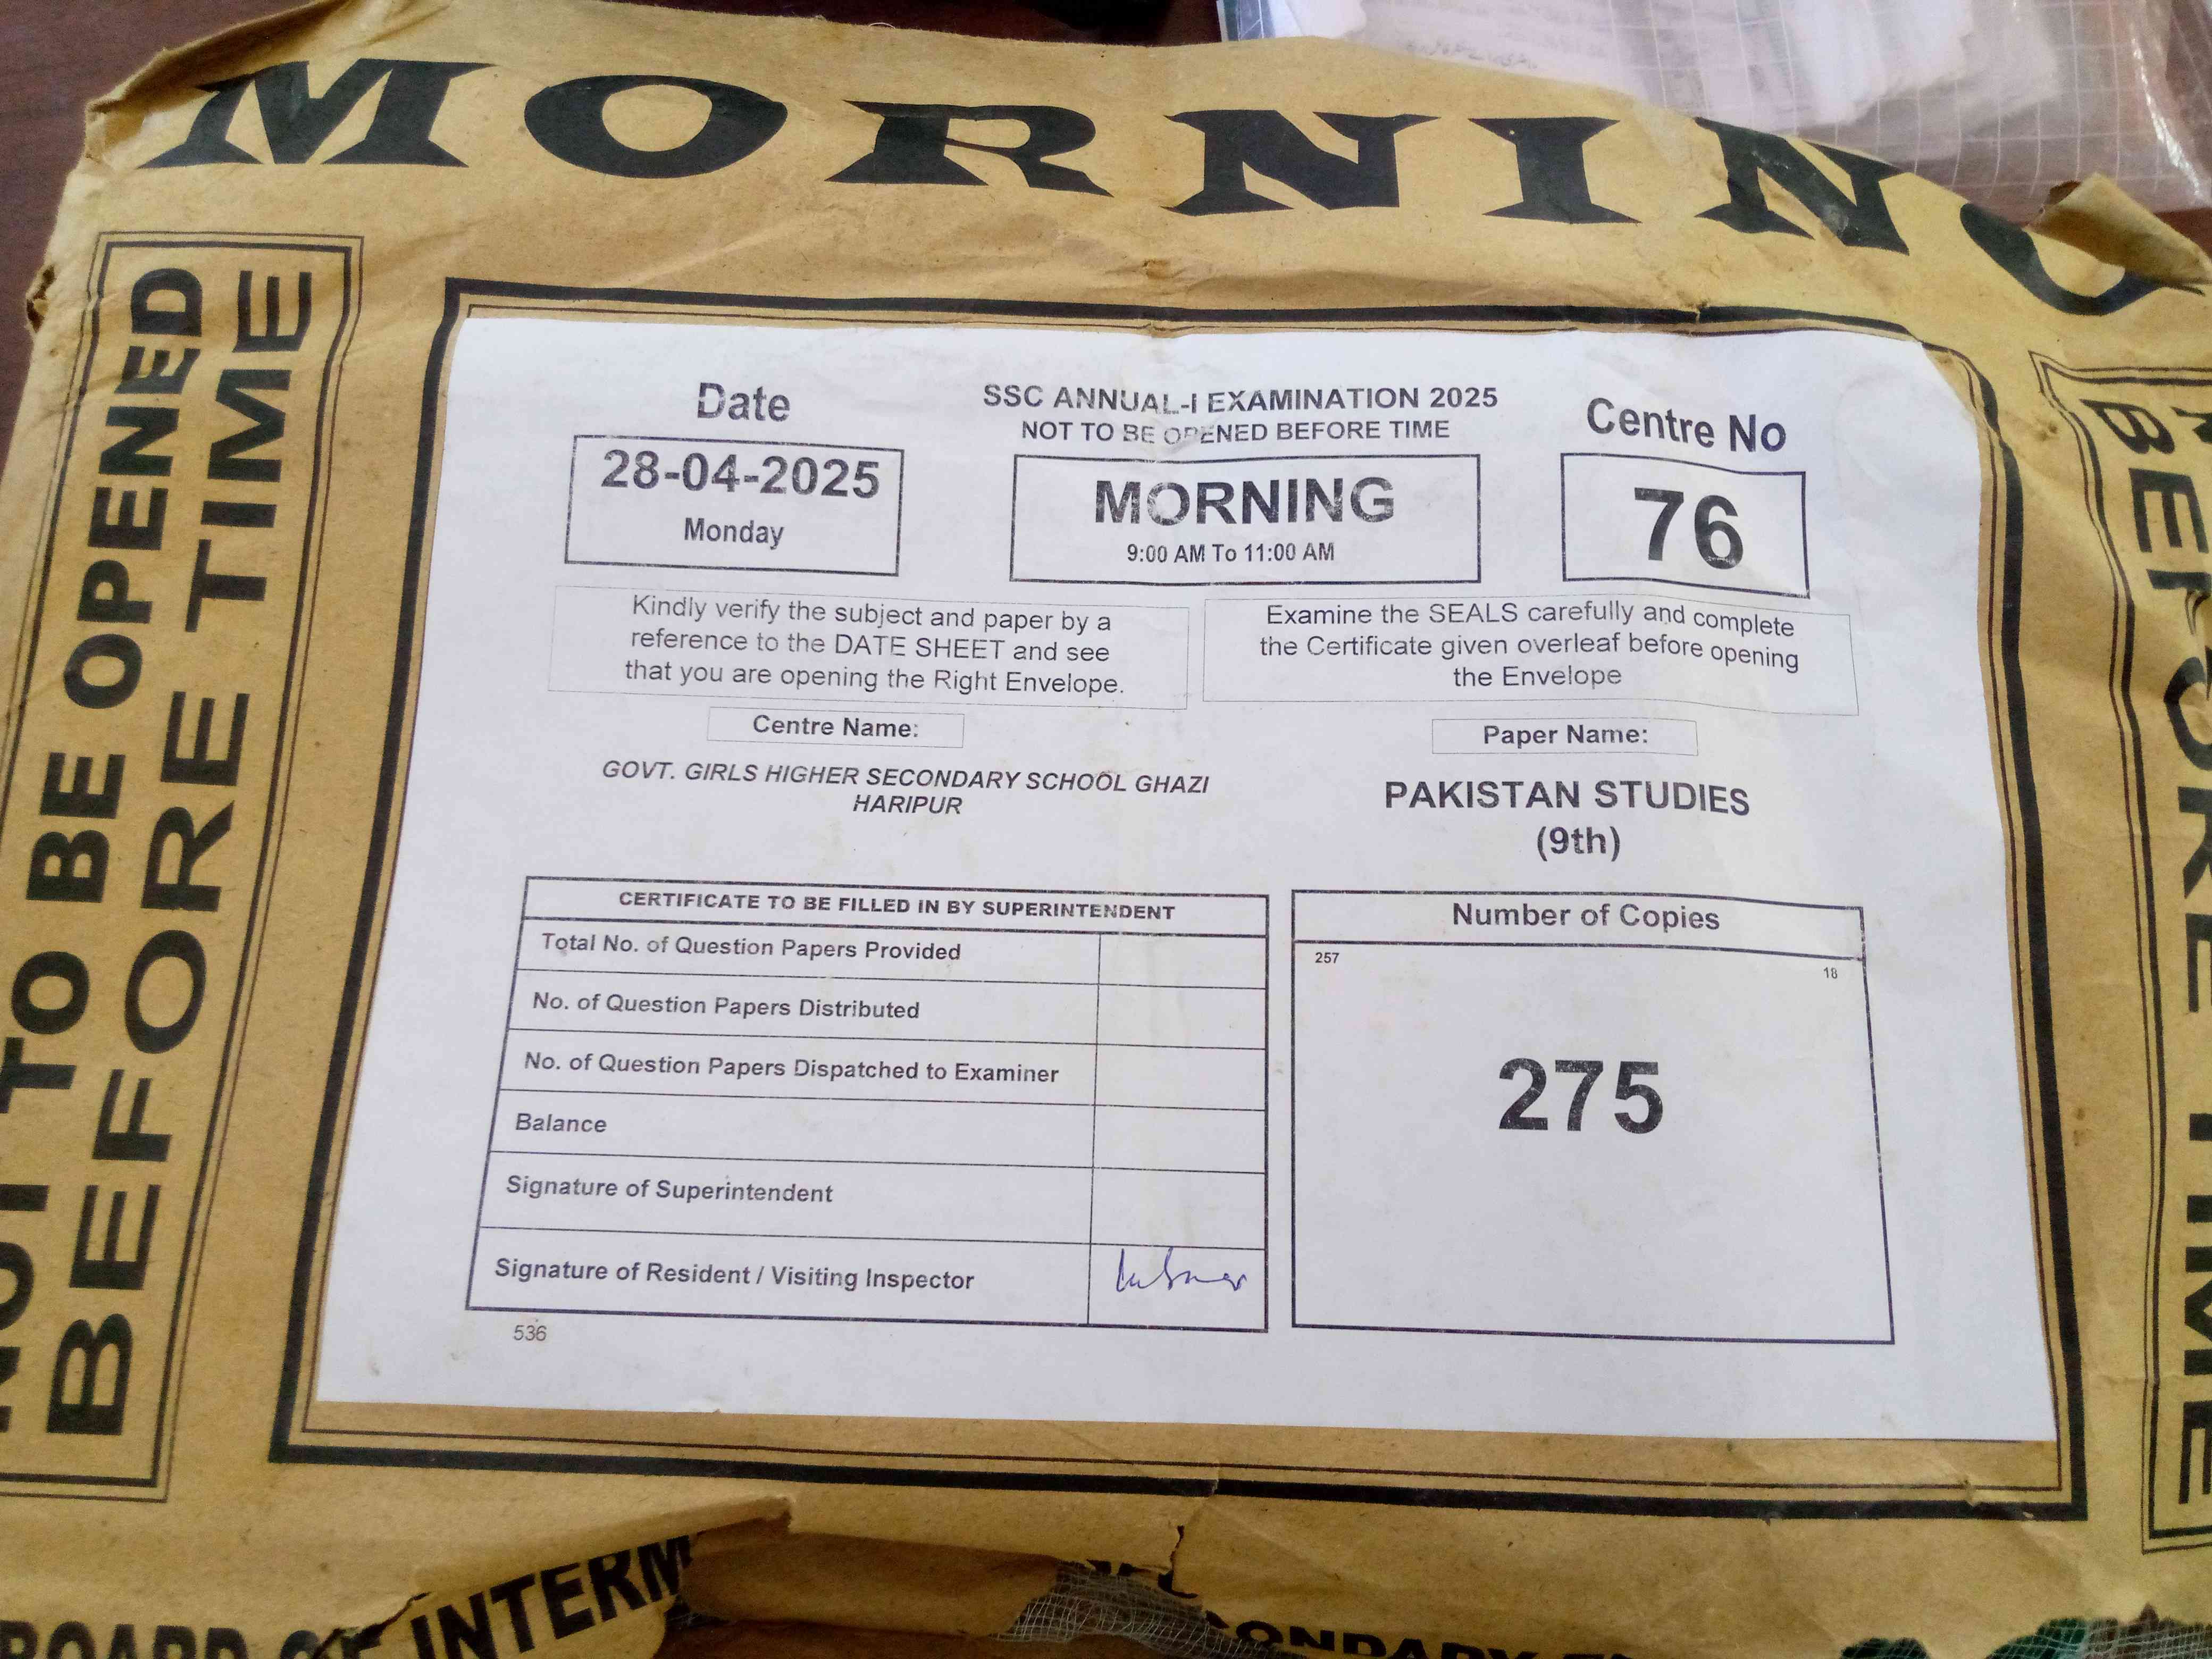 MORNING
NOT TO BE OPENED
BEFORE TIME
Date
28-04-2025
Monday
SSC ANNUAL-I EXAMINATION 2025
NOT TO BE OPENED BEFORE TIME
MORNING
9:00 AM To 11:00 AM
Centre No
76
Kindly verify the subject and paper by a
reference to the DATE SHEET and see
that you are opening the Right Envelope.
Examine the SEALS carefully and complete
the Certificate given overleaf before opening
the Envelope
Centre Name:
GOVT. GIRLS HIGHER SECONDARY SCHOOL GHAZI
HARIPUR
Paper Name:
PAKISTAN STUDIES
(9th)
CERTIFICATE TO BE FILLED IN BY SUPERINTENDENT
Total No. of Question Papers Provided
No. of Question Papers Distributed
No. of Question Papers Dispatched to Examiner
Balance
Signature of Superintendent
Signature of Resident / Visiting Inspector
536
Number of Copies
257
18
275
BEFORE TIME
BOARD OF INTERM
ONDARY